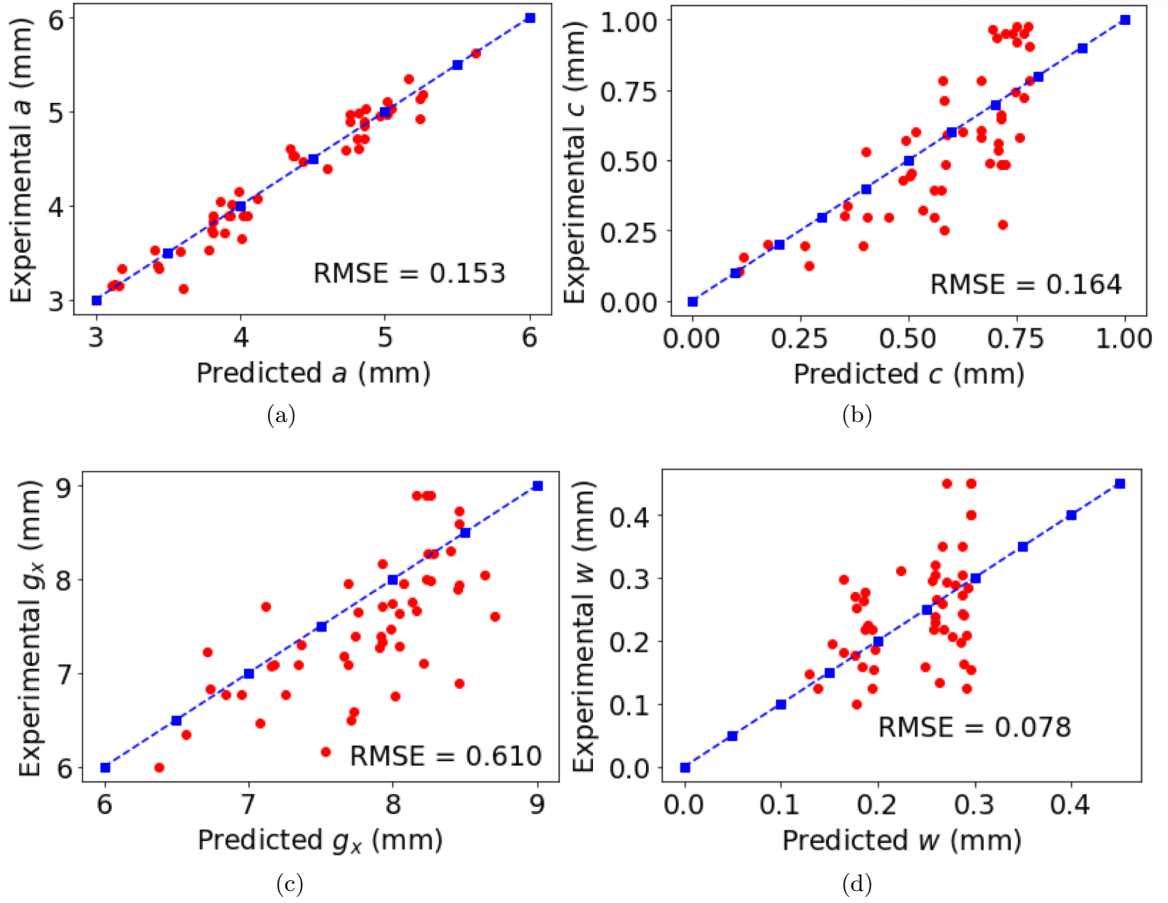 Experimental a (mm)
6
5
4
3
RMSE = 0.153
3 4 5 6
Predicted a (mm)
(a)
Experimental c (mm)
1.00
0.75
0.50
0.25
0.00
RMSE = 0.164
0.00 0.25 0.50 0.75 1.00
Predicted c (mm)
(b)
Experimental g_x (mm)
9
8
7
6
RMSE = 0.610
6 7 8 9
Predicted g_x (mm)
(c)
Experimental w (mm)
0.4
0.3
0.2
0.1
0.0
RMSE = 0.078
0.0 0.1 0.2 0.3 0.4
Predicted w (mm)
(d)